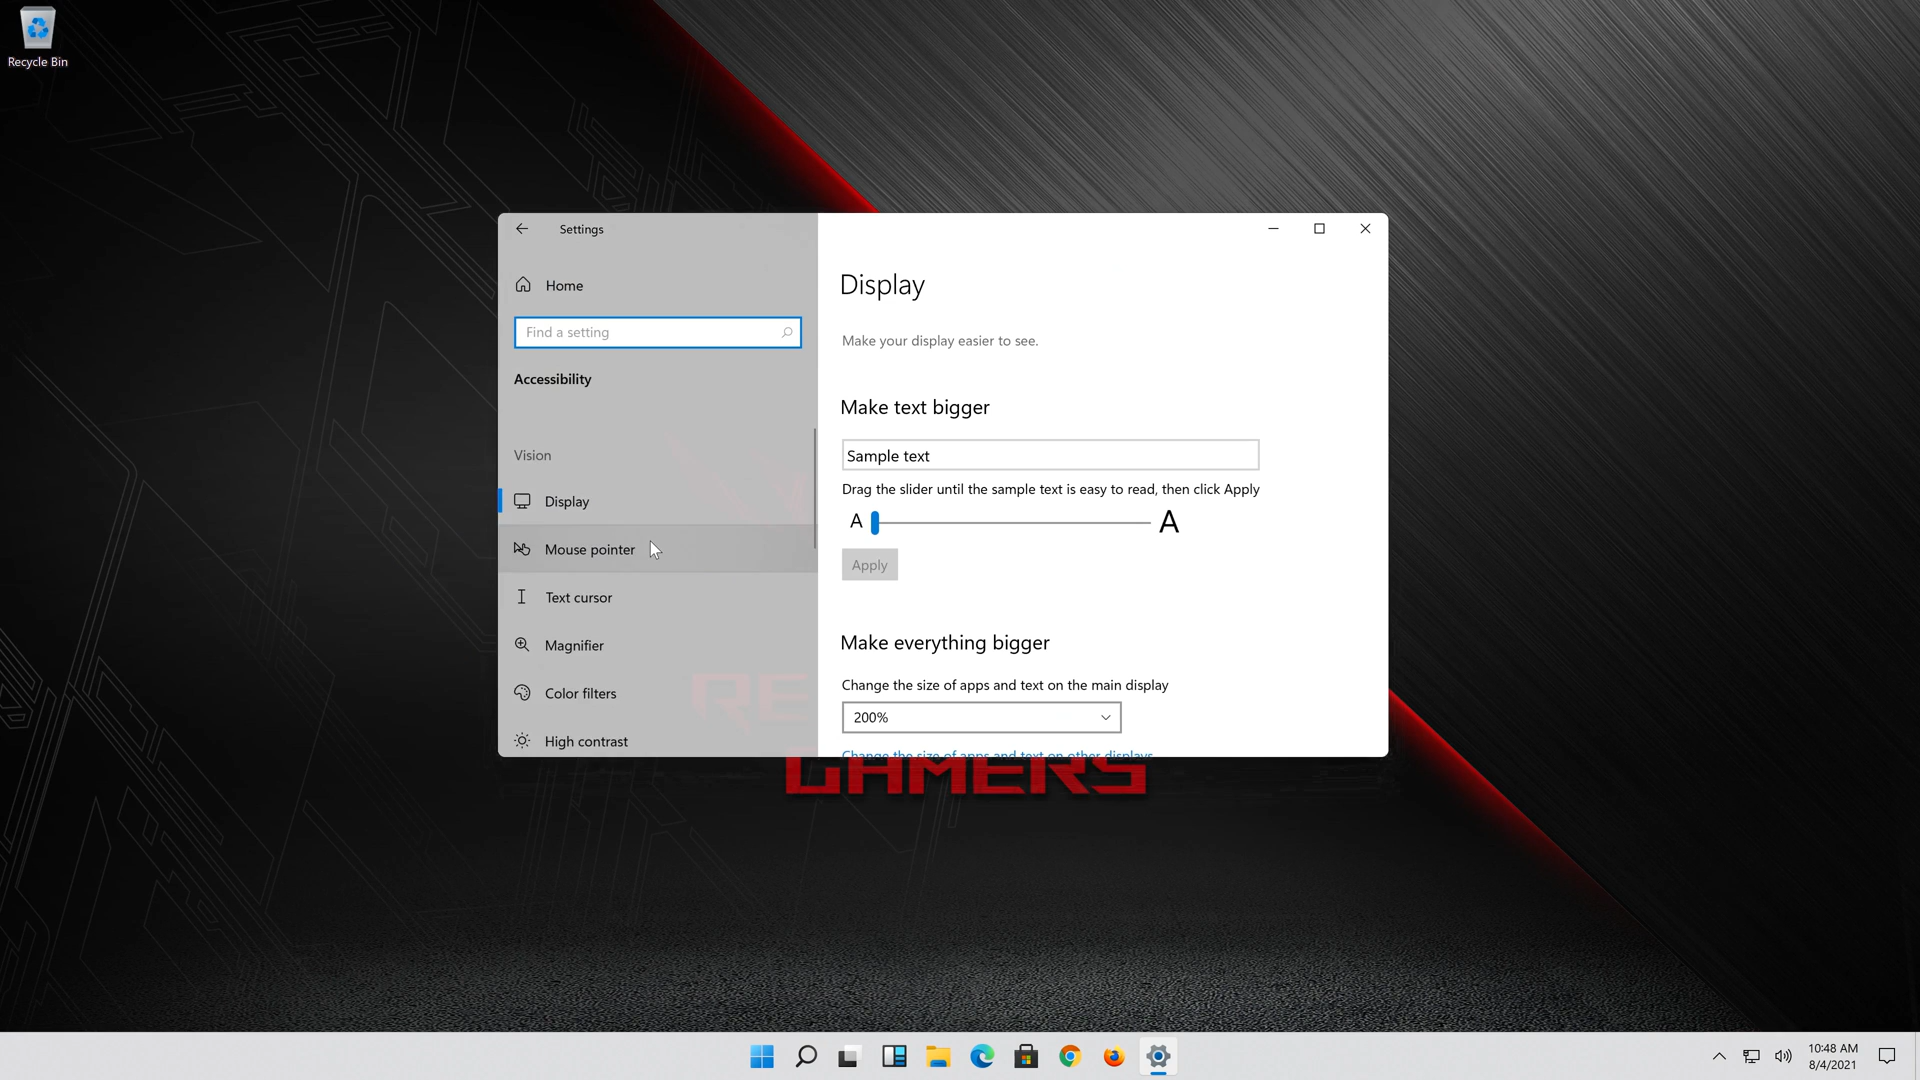 Recycle Bin
Settings
Home
Find a setting
Accessibility
Vision
Display
Mouse pointer
Text cursor
Magnifier
Color filters
High contrast
Display
Make your display easier to see.
Make text bigger
Sample text
Drag the slider until the sample text is easy to read, then click Apply
A A
Apply
Make everything bigger
Change the size of apps and text on the main display
200%
Change the size of apps and text on other displays
RE
GAMERS
10:48 AM
8/4/2021